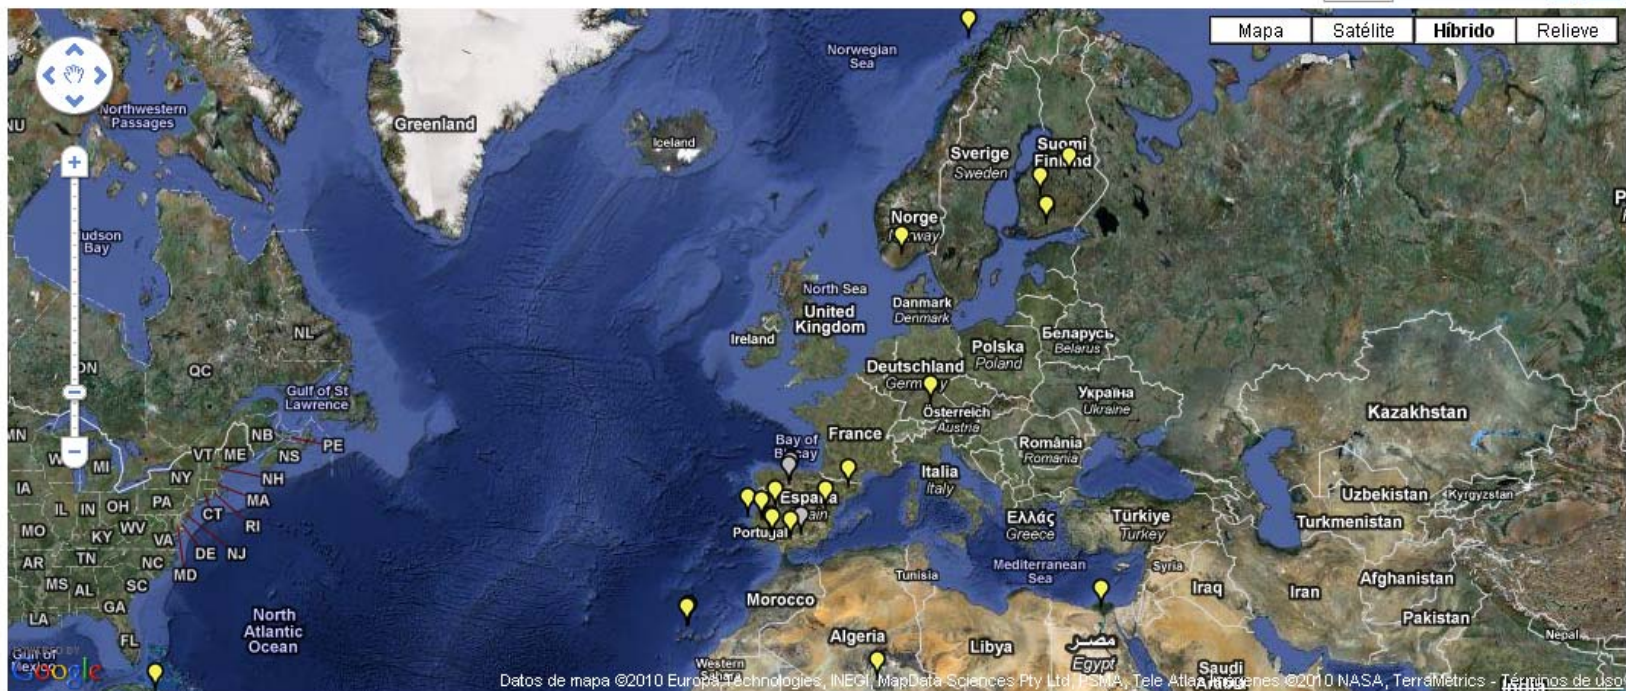 Mapa
Satélite
Híbrido
Relieve
Norwegian
Sea
Northwestern
Passages
NU
Greenland
Iceland
Suomi
Finland
Sverige
Sweden
Norge
Norway
Hudson
Bay
North Sea
United
Kingdom
Ireland
Danmark
Denmark
Беларусь
Belarus
Polska
Poland
Deutschland
Germany
Україна
Ukraine
Österreich
Austria
Kazakhstan
NL
QC
ON
Gulf of St
Lawrence
France
Bay of
Biscay
România
Romania
Italia
Italy
España
Spain
Portugal
Ελλάς
Greece
Türkiye
Turkey
Uzbekistan
Kyrgyzstan
Turkmenistan
MN
MI
VT
ME
NB
PE
NS
NY
NH
IA
IL
IN
OH
PA
MA
CT
RI
MO
KY
WV
VA
DE
NJ
MD
AR
TN
NC
MS
AL
SC
GA
LA
FL
Mediterranean
Sea
Syria
Iraq
Iran
Afghanistan
Pakistan
Nepal
Tunisia
Morocco
Algeria
Libya
مصر
Egypt
Saudi
Arabia
India
Western
Sahara
North
Atlantic
Ocean
Gulf of
Mexico
POWERED BY
Google
Datos de mapa ©2010 Europa Technologies, INEGI, MapData Sciences Pty Ltd, PSMA, Tele Atlas, Imágenes ©2010 NASA, TerraMetrics - Términos de uso